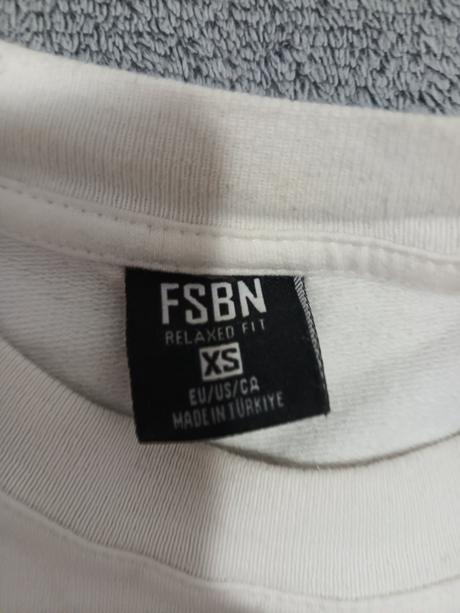 FSBN
RELAXED FIT
XS
EU/US/CA
MADE IN TÜRKIYE